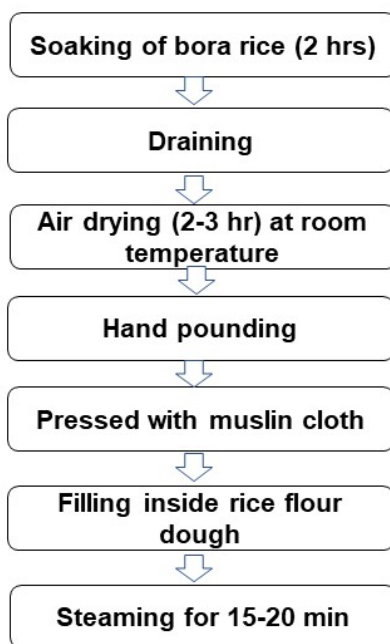 Soaking of bora rice (2 hrs)
Draining
Air drying (2-3 hr) at room
temperature
Hand pounding
Pressed with muslin cloth
Filling inside rice flour
dough
Steaming for 15-20 min